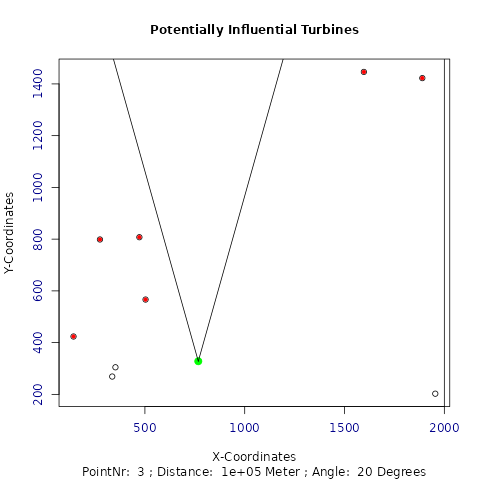 Potentially Influential Turbines
Y-Coordinates
1400
1200
1000
800
600
400
200
500 1000 1500 2000
X-Coordinates
PointNr: 3 ; Distance: 1e+05 Meter ; Angle: 20 Degrees